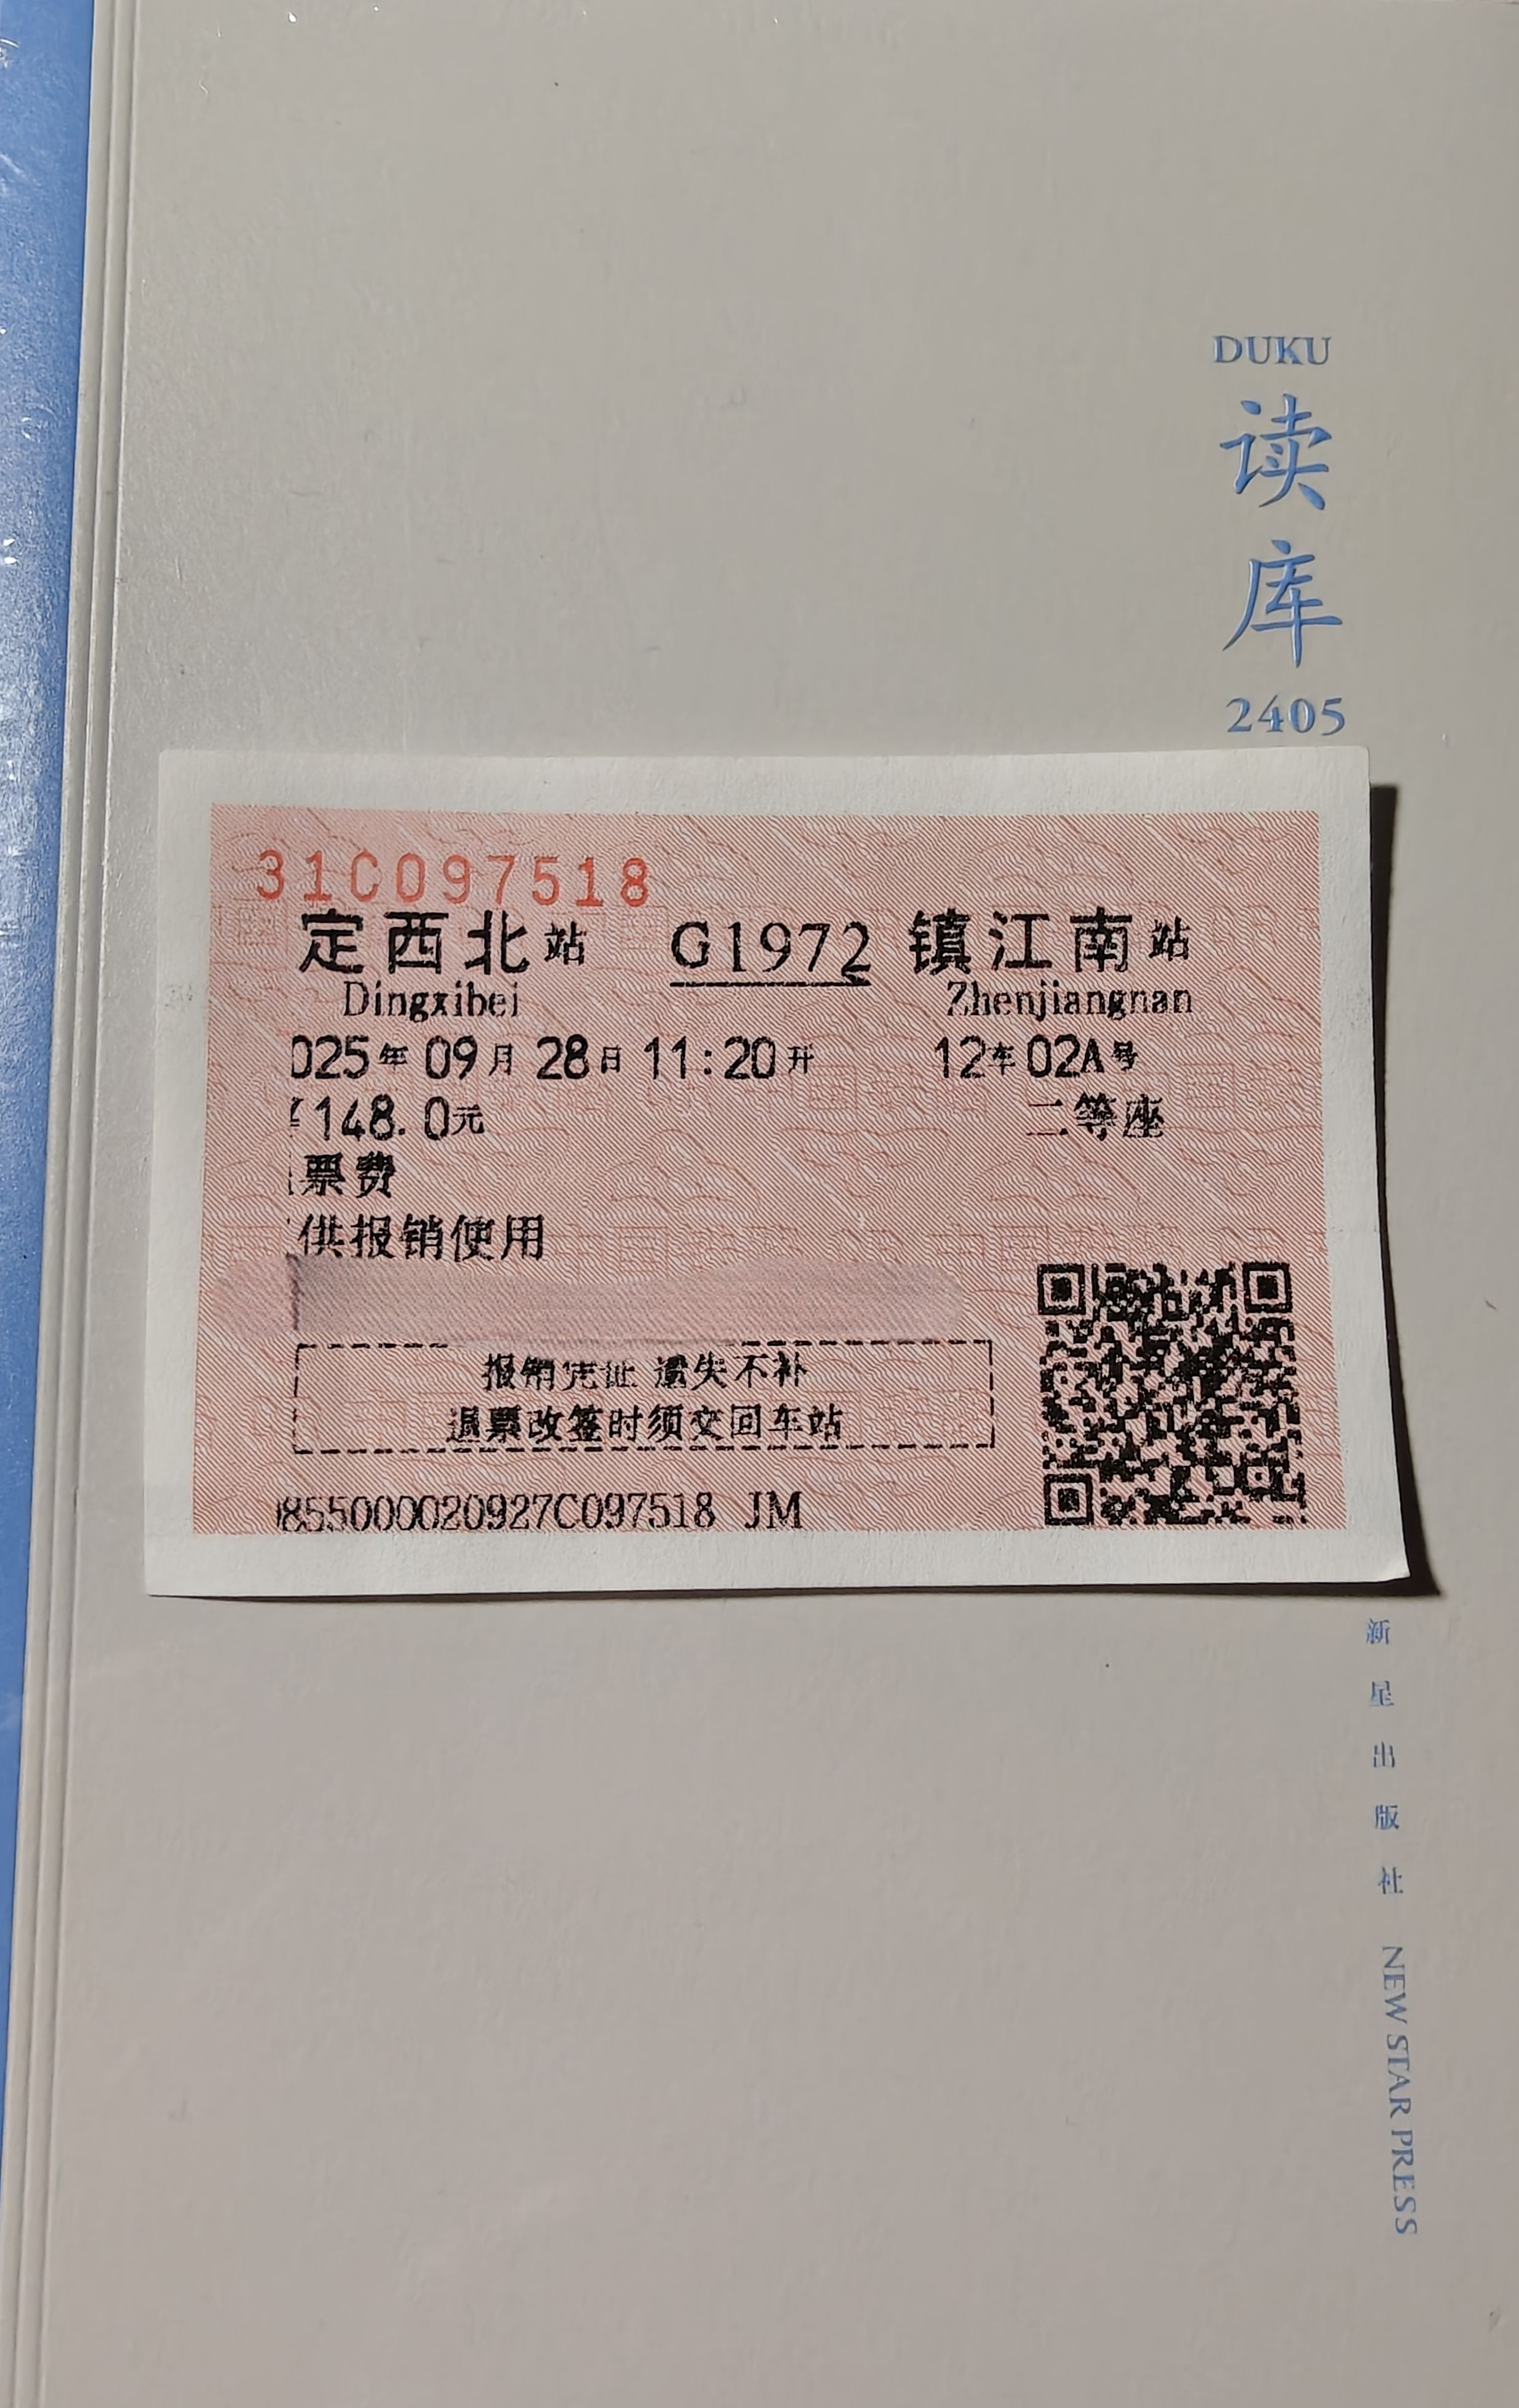 DUKU
读库
2405
31C097518
定西北站 G1972 镇江南站
Dingxibei Zhenjiangnan
025年09月28日11:20开 12车02A号
148.0元 二等座
票费
供报销使用
报销凭证 遗失不补
退票改签时须交回车站
855000020927C097518 JM
新星出版社 NEW STAR PRESS